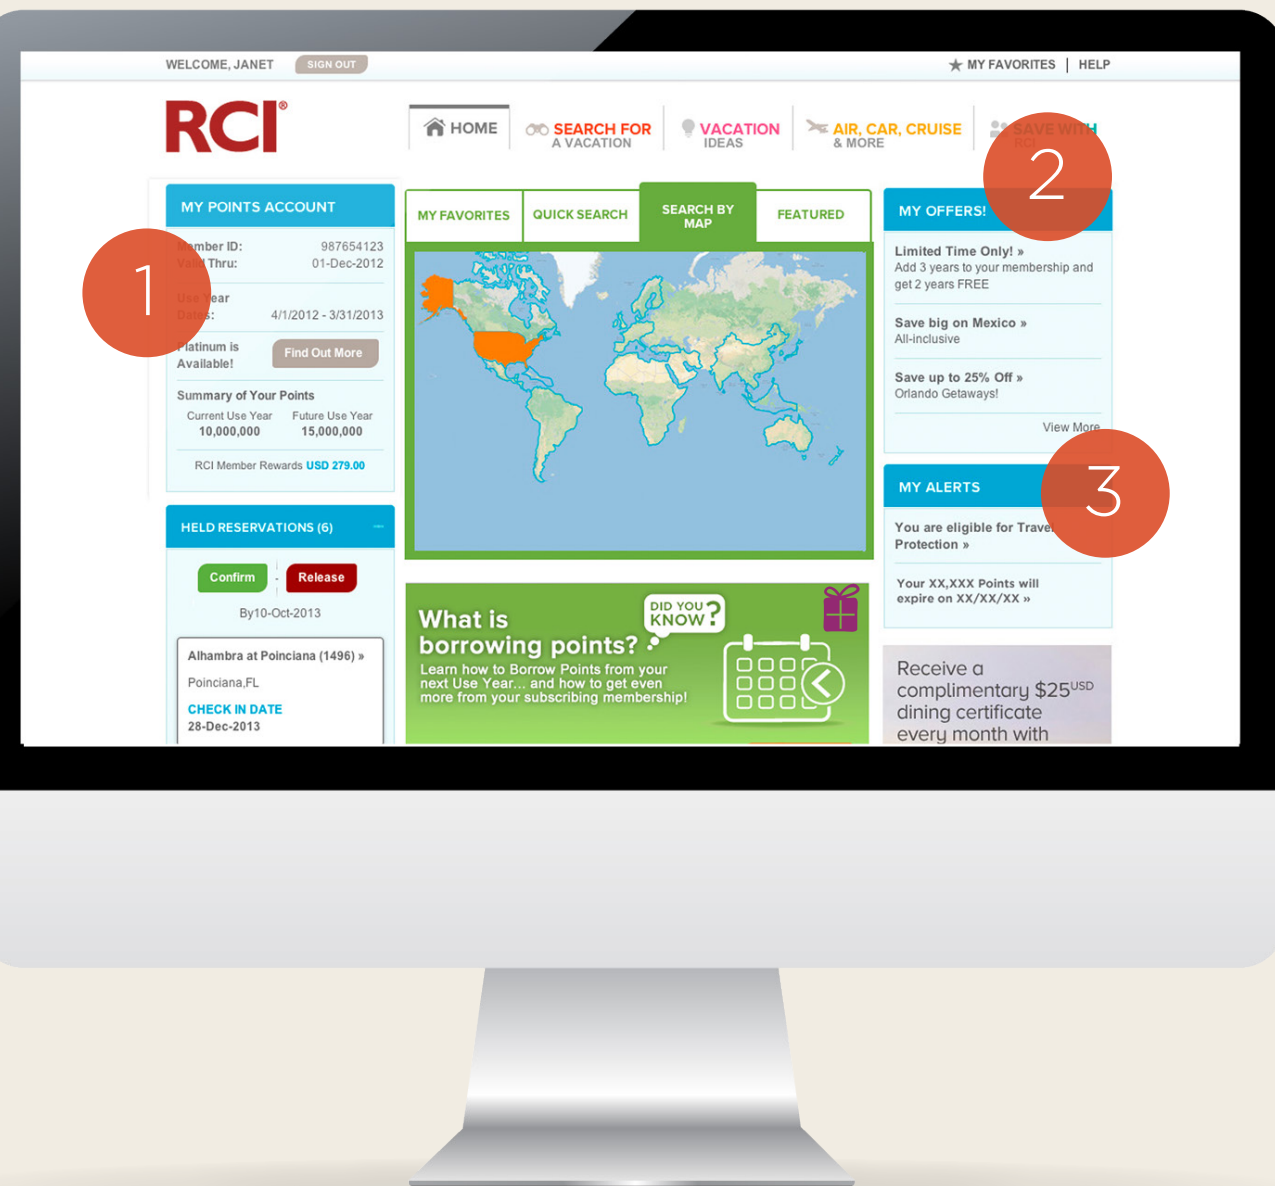 WELCOME, JANET
SIGN OUT
MY FAVORITES | HELP
RCI®
HOME
SEARCH FOR
A VACATION
VACATION
IDEAS
AIR, CAR, CRUISE
& MORE
SAVE WITH
RCI
2
MY POINTS ACCOUNT
Member ID: 987654123
Valid Thru: 01-Dec-2012
1
Use Year
Dates: 4/1/2012 - 3/31/2013
Platinum is
Available!
Find Out More
Summary of Your Points
Current Use Year Future Use Year
10,000,000 15,000,000
RCI Member Rewards USD 279.00
HELD RESERVATIONS (6)
Confirm
Release
By10-Oct-2013
Alhambra at Poinciana (1496) »
Poinciana,FL
CHECK IN DATE
28-Dec-2013
MY FAVORITES
QUICK SEARCH
SEARCH BY
MAP
FEATURED
What is
borrowing points?
DID YOU
KNOW?
Learn how to Borrow Points from your
next Use Year... and how to get even
more from your subscribing membership!
MY OFFERS!
Limited Time Only! »
Add 3 years to your membership and
get 2 years FREE
Save big on Mexico »
All-inclusive
Save up to 25% Off »
Orlando Getaways!
View More
MY ALERTS
3
You are eligible for Travel
Protection »
Your XX,XXX Points will
expire on XX/XX/XX »
Receive a
complimentary $25USD
dining certificate
every month with